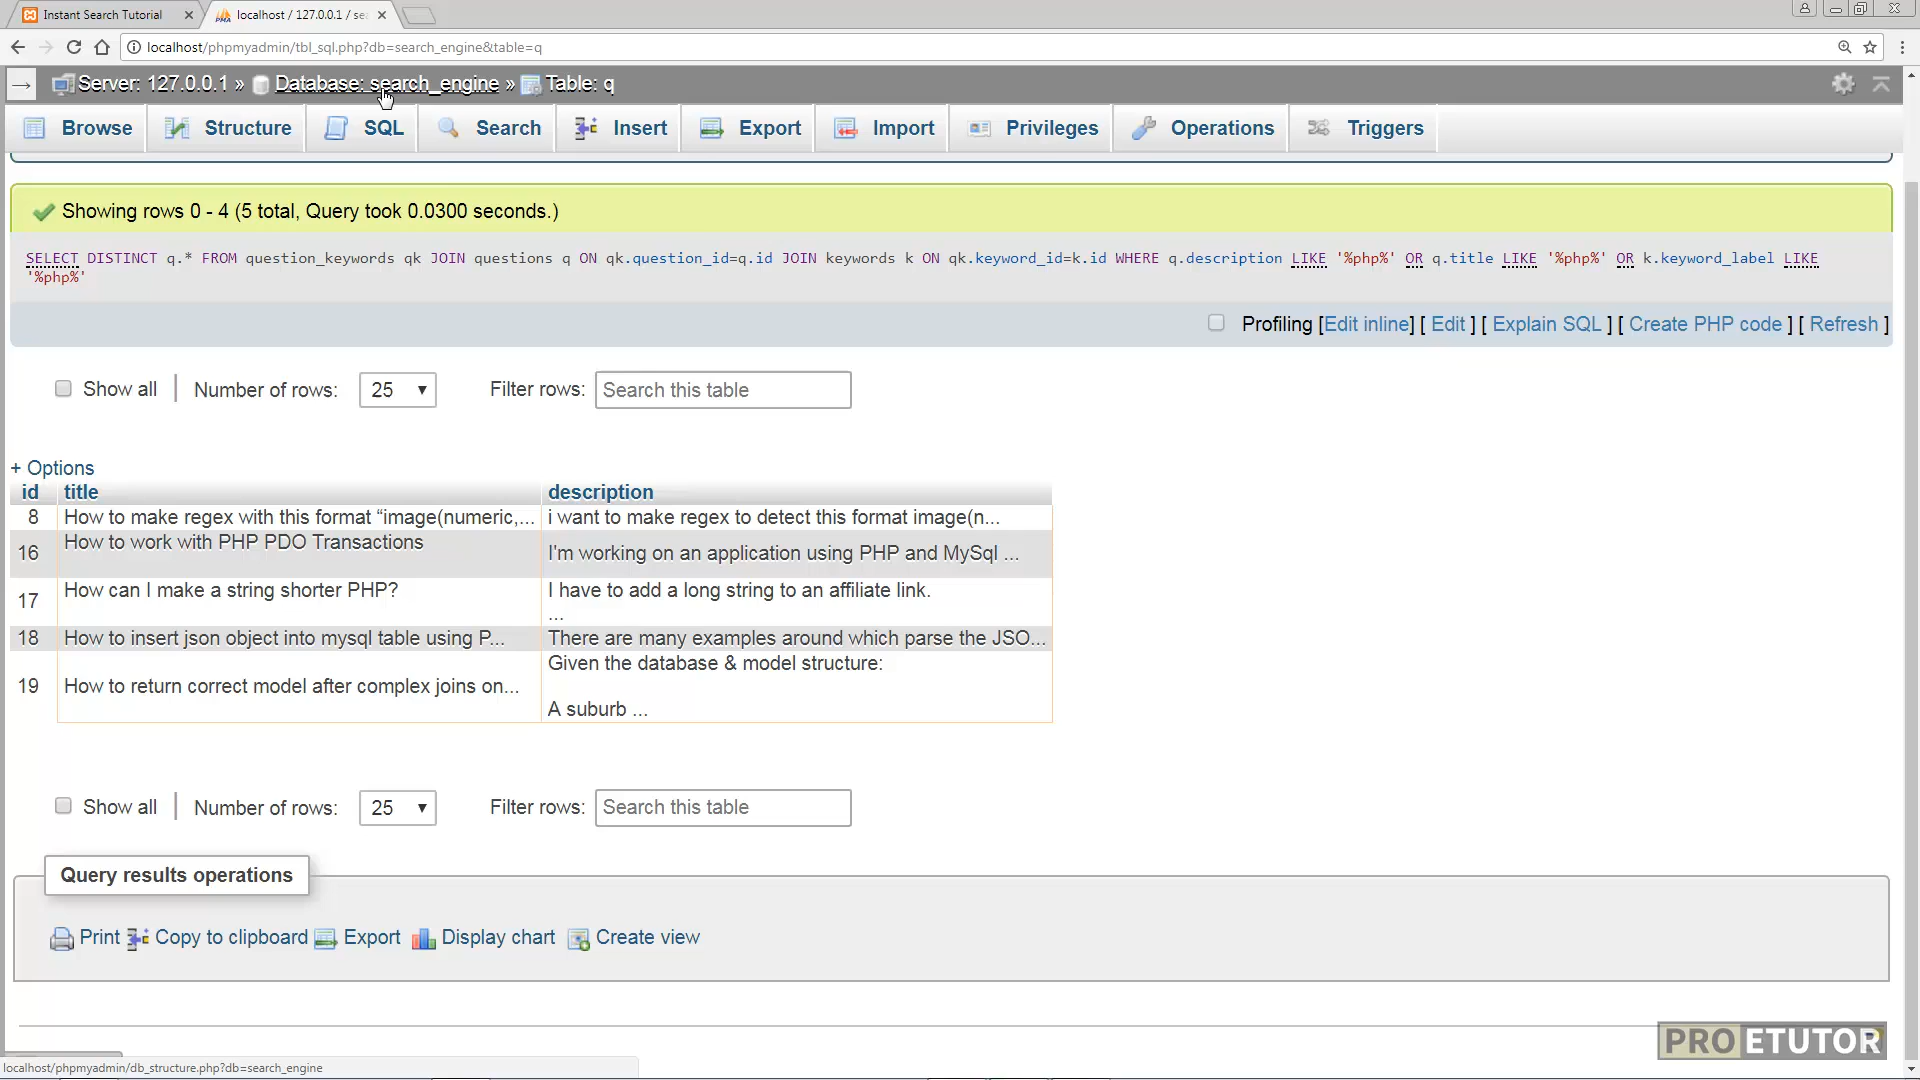 Instant Search Tutorial
localhost / 127.0.0.1 / se
localhost/phpmyadmin/tbl_sql.php?db=search_engine&table=q
Server: 127.0.0.1 » Database: search_engine » Table: q
Browse Structure SQL Search Insert Export Import Privileges Operations Triggers
Showing rows 0 - 4 (5 total, Query took 0.0300 seconds.)
SELECT DISTINCT q.* FROM question_keywords qk JOIN questions q ON qk.question_id=q.id JOIN keywords k ON qk.keyword_id=k.id WHERE q.description LIKE '%php%' OR q.title LIKE '%php%' OR k.keyword_label LIKE
'%php%'
Profiling [Edit inline] [ Edit ] [ Explain SQL ] [ Create PHP code ] [ Refresh ]
Show all | Number of rows: 25 Filter rows: Search this table
+ Options
id title description
8 How to make regex with this format “image(numeric,... i want to make regex to detect this format image(n...
16 How to work with PHP PDO Transactions I'm working on an application using PHP and MySql ...
17 How can I make a string shorter PHP? I have to add a long string to an affiliate link.
...
18 How to insert json object into mysql table using P... There are many examples around which parse the JSO...
19 How to return correct model after complex joins on... Given the database & model structure:
A suburb ...
Show all | Number of rows: 25 Filter rows: Search this table
Query results operations
Print Copy to clipboard Export Display chart Create view
PROETUTOR
localhost/phpmyadmin/db_structure.php?db=search_engine